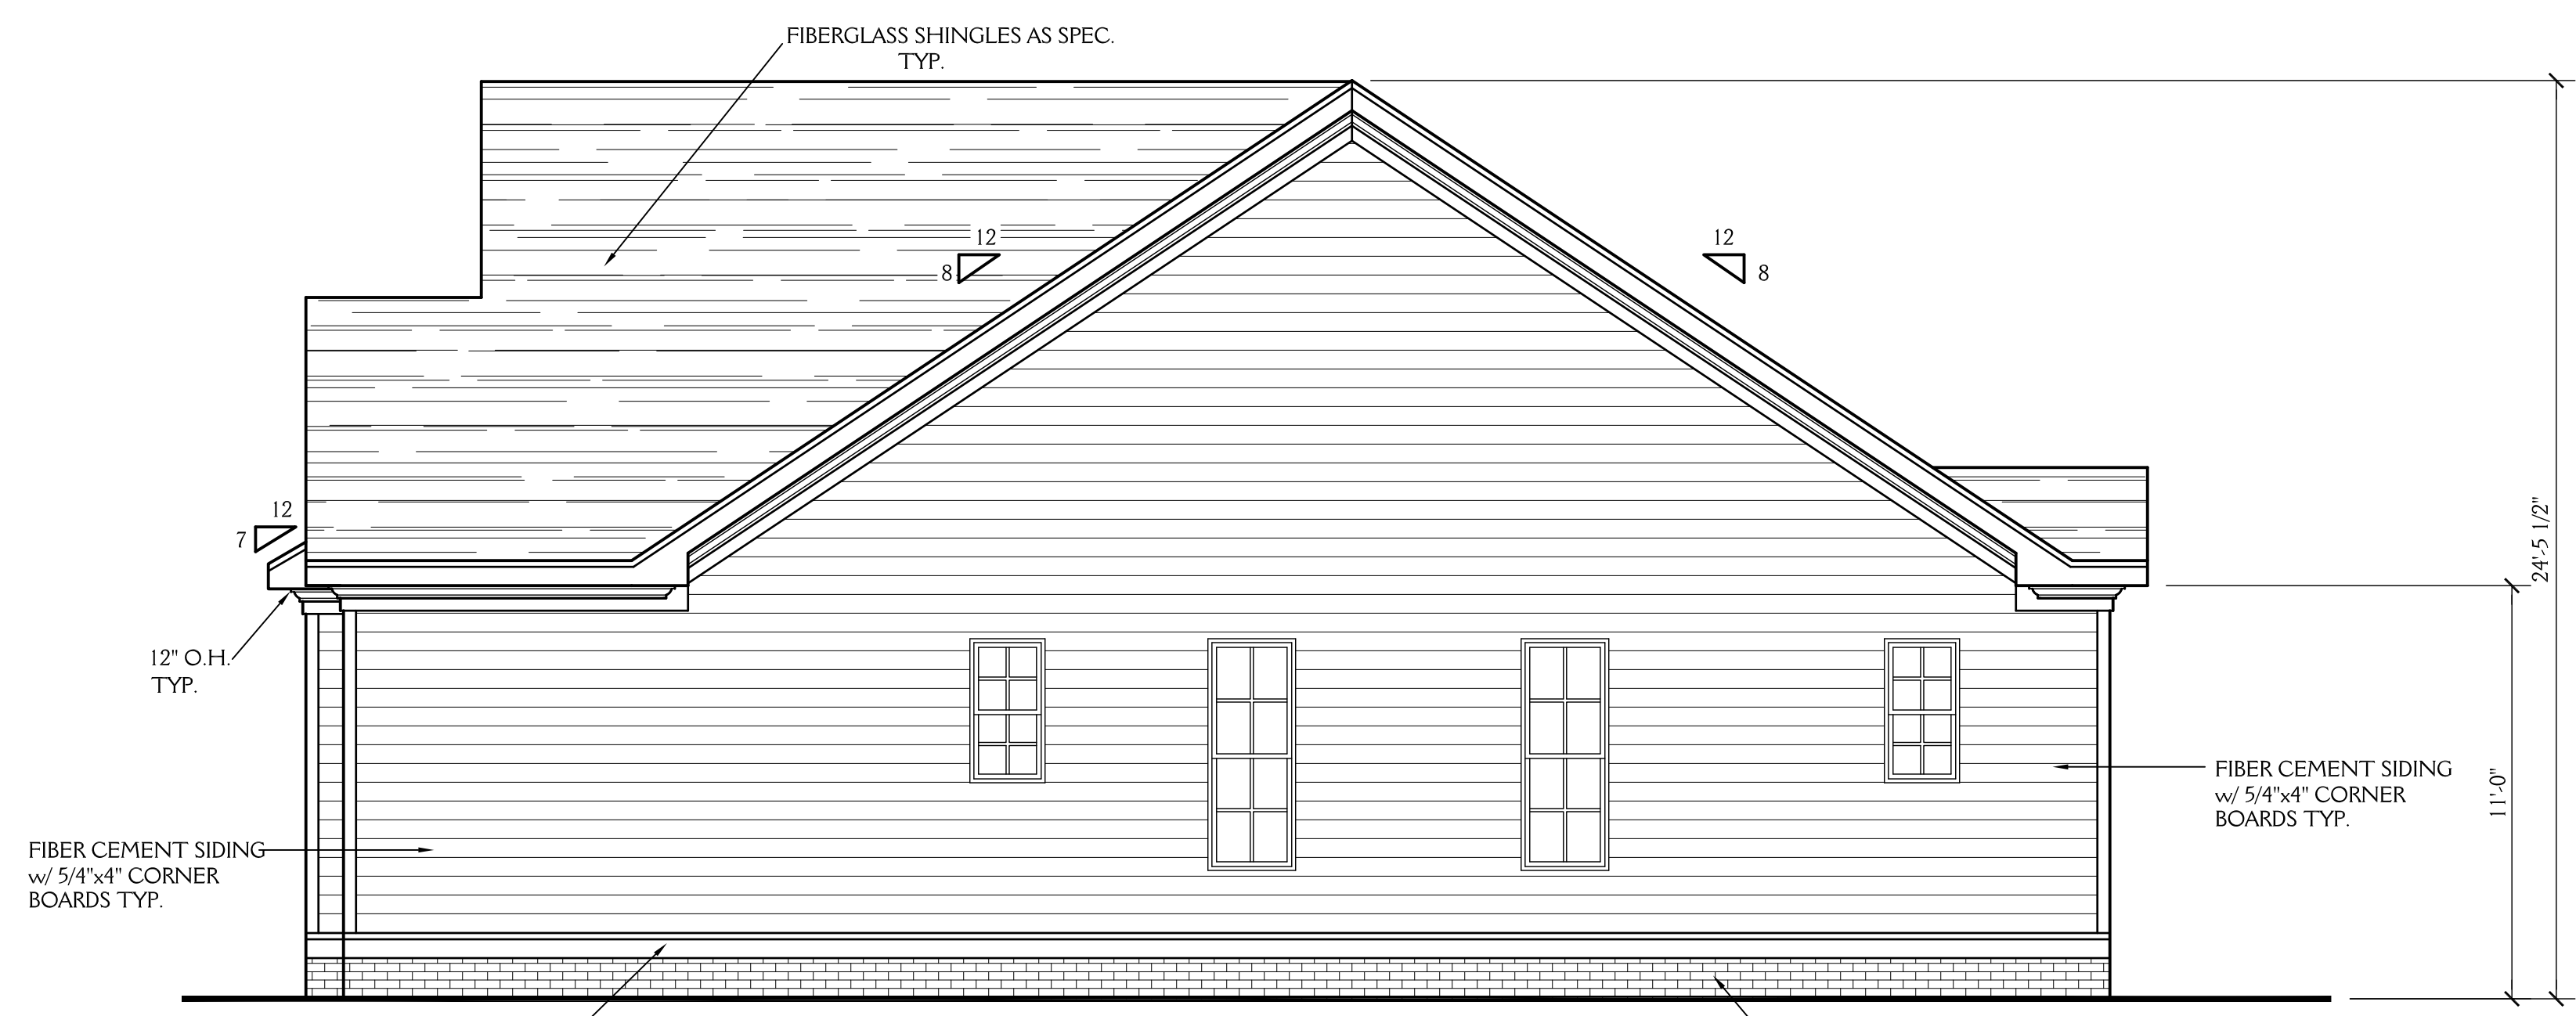 FIBERGLASS SHINGLES AS SPEC.
TYP.
12
8
12
8
12
7
24'-5 1/2"
12" O.H.
TYP.
FIBER CEMENT SIDING
w/ 5/4"x4" CORNER
BOARDS TYP.
11'-0"
FIBER CEMENT SIDING
w/ 5/4"x4" CORNER
BOARDS TYP.